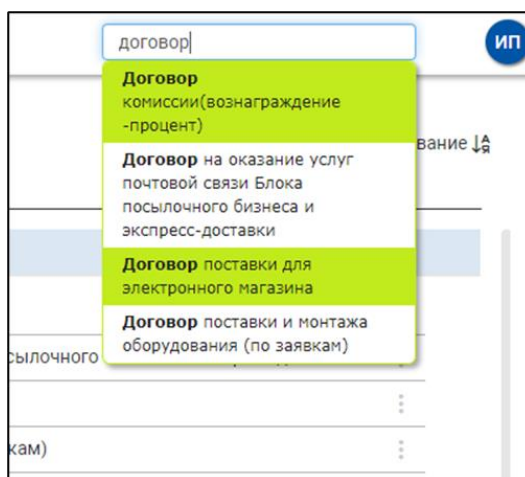 договор
ИП
Договор
комиссии(вознаграждение
-процент)
вание
Договор на оказание услуг
почтовой связи Блока
посылочного бизнеса и
экспресс-доставки
Договор поставки для
электронного магазина
Договор поставки и монтажа
оборудования (по заявкам)
сылочного
кам)